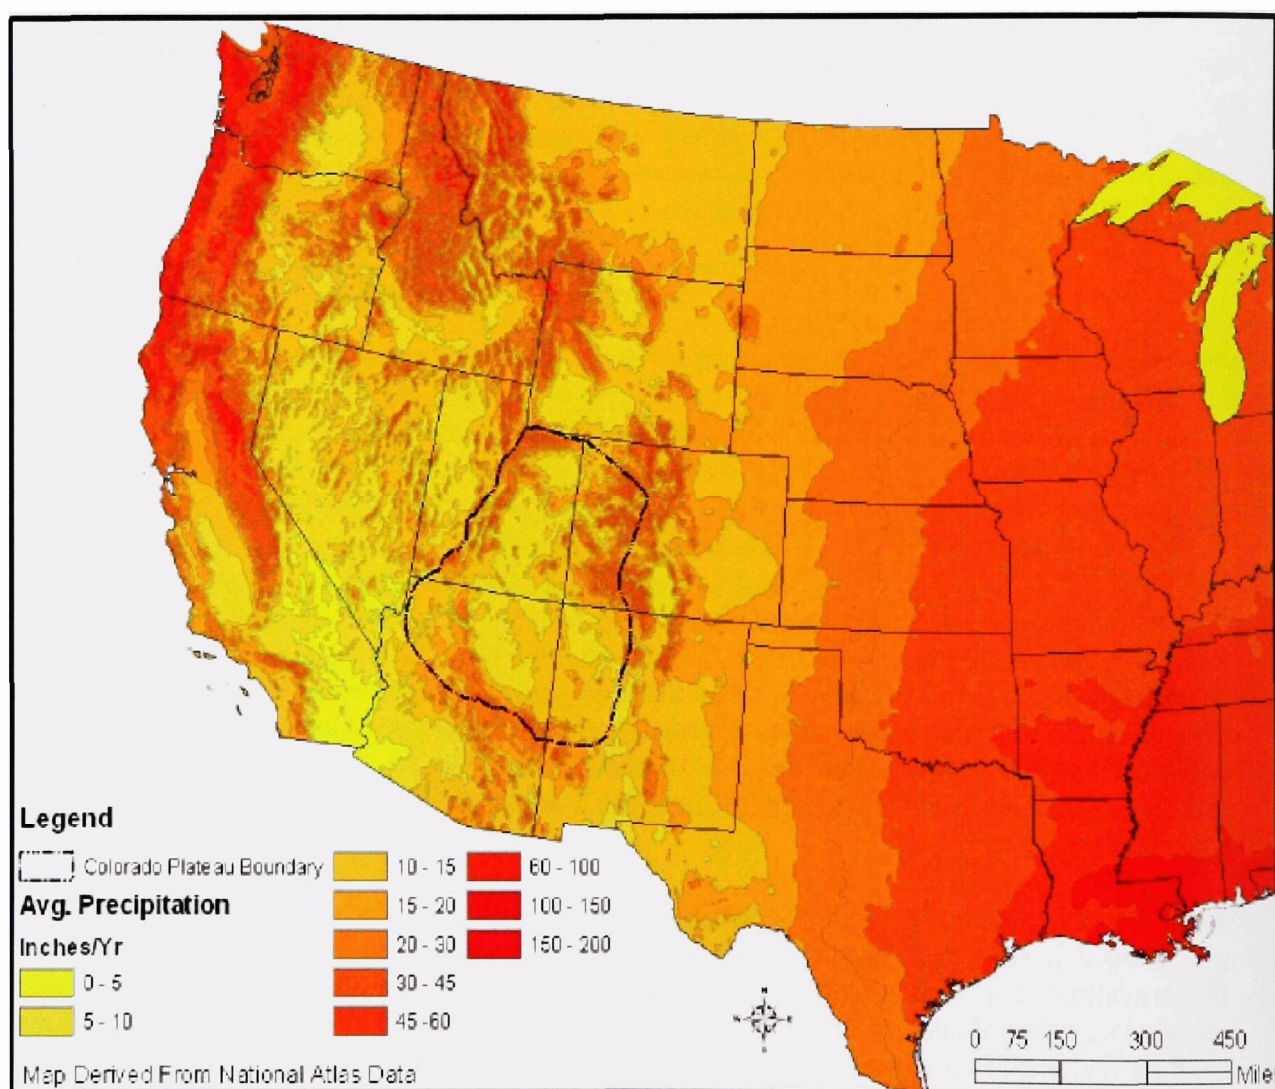 Legend
Colorado Plateau Boundary
Avg. Precipitation
Inches/Yr
0 - 5
5 - 10
10 - 15
15 - 20
20 - 30
30 - 45
45 - 60
60 - 100
100 - 150
150 - 200
Map Derived From National Atlas Data
N
W E
S
0 75 150 300 450
Mile